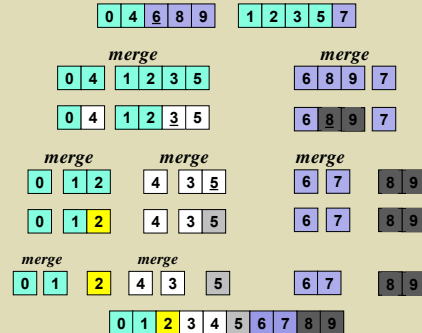 0 4 6 8 9 1 2 3 5 7
merge merge
0 4 1 2 3 5 6 8 9 7
0 4 1 2 3 5 6 8 9 7
merge merge merge
0 1 2 4 3 5 6 7 8 9
0 1 2 4 3 5 6 7 8 9
merge merge
0 1 2 4 3 5 6 7 8 9
0 1 2 3 4 5 6 7 8 9